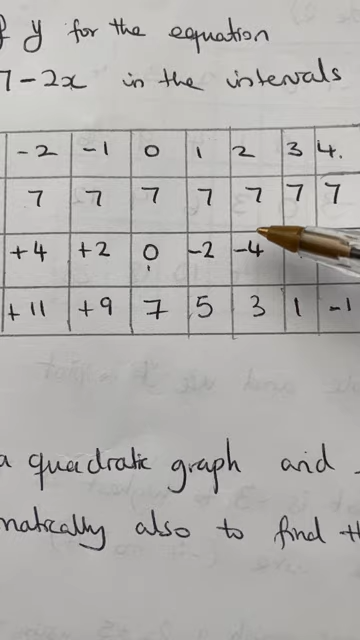 y for the equation
7-2x in the intervals
-2 -1 0 1 2 3 4.
7 7 7 7 7 7 7
+4 +2 0 -2 -4
+11 +9 7 5 3 1 -1
a quadratic graph and
matically also to find th